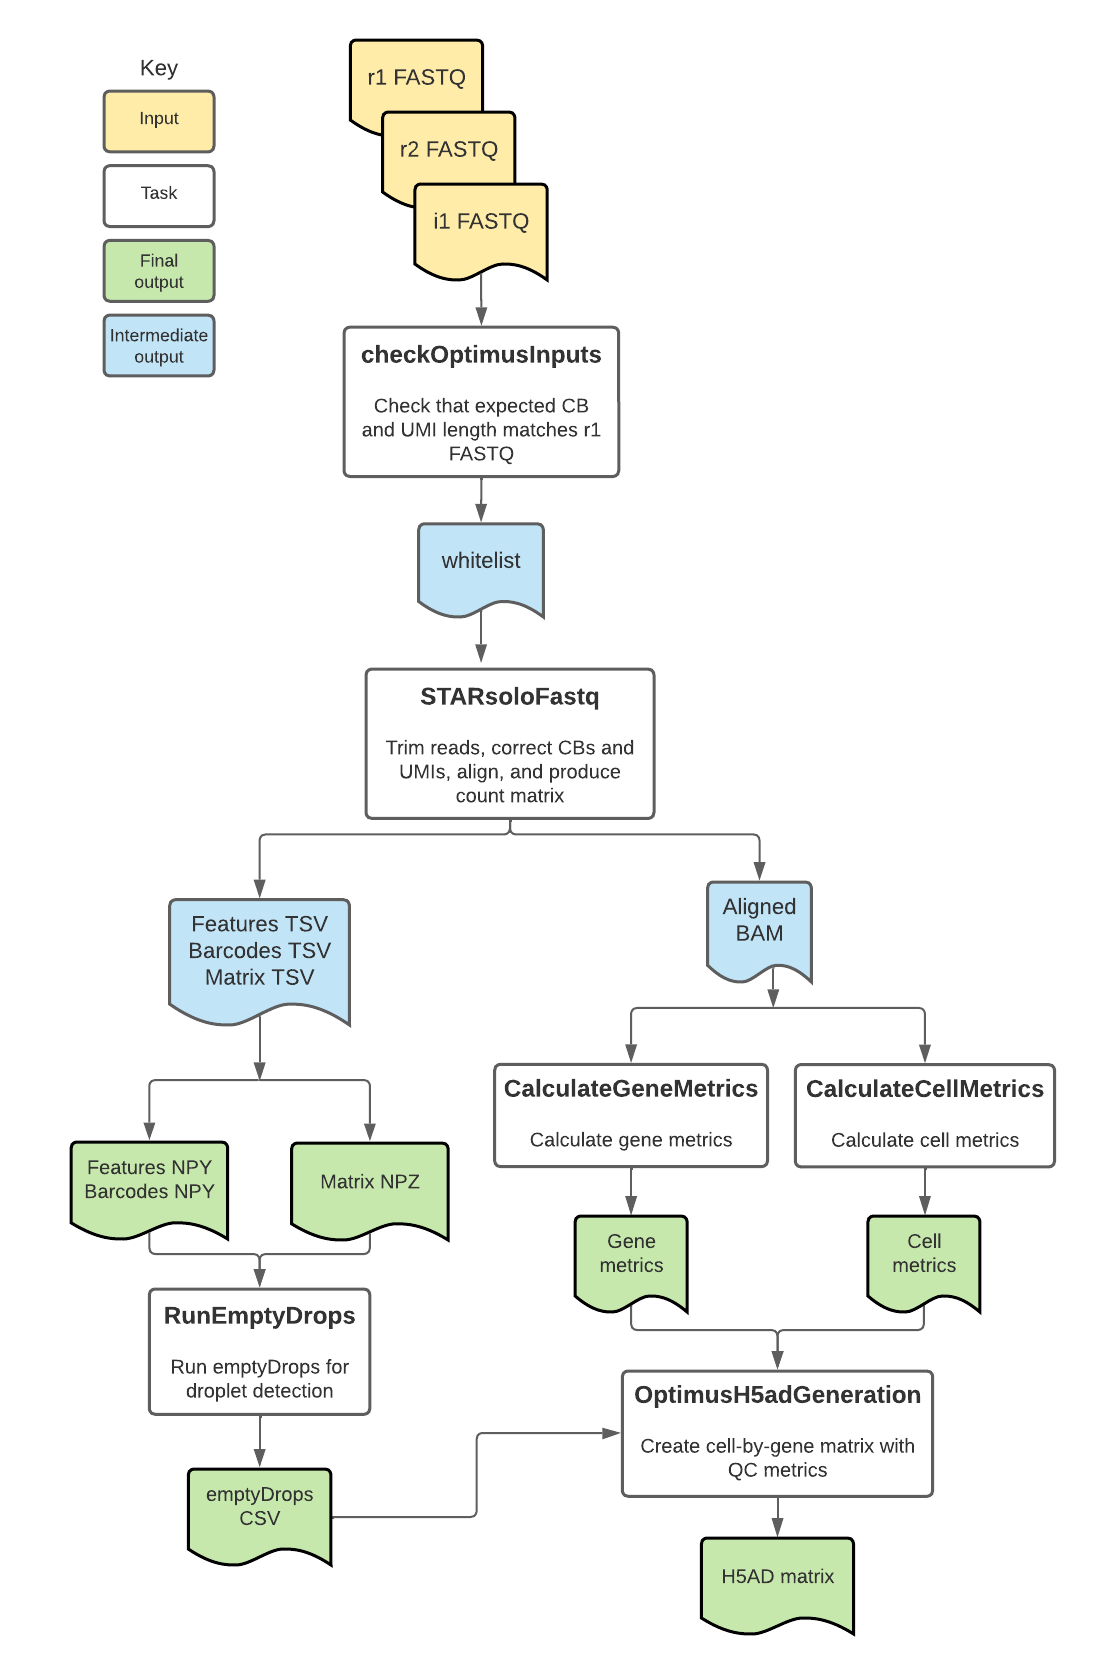 Key
Input
Task
Final
output
Intermediate
output
r1 FASTQ
r2 FASTQ
i1 FASTQ
checkOptimusInputs
Check that expected CB
and UMI length matches r1
FASTQ
whitelist
STARsoloFastq
Trim reads, correct CBs and
UMIs, align, and produce
count matrix
Features TSV
Barcodes TSV
Matrix TSV
Aligned
BAM
CalculateGeneMetrics
Calculate gene metrics
CalculateCellMetrics
Calculate cell metrics
Features NPY
Barcodes NPY
Matrix NPZ
Gene
metrics
Cell
metrics
RunEmptyDrops
Run emptyDrops for
droplet detection
OptimusH5adGeneration
Create cell-by-gene matrix with
QC metrics
emptyDrops
CSV
H5AD matrix